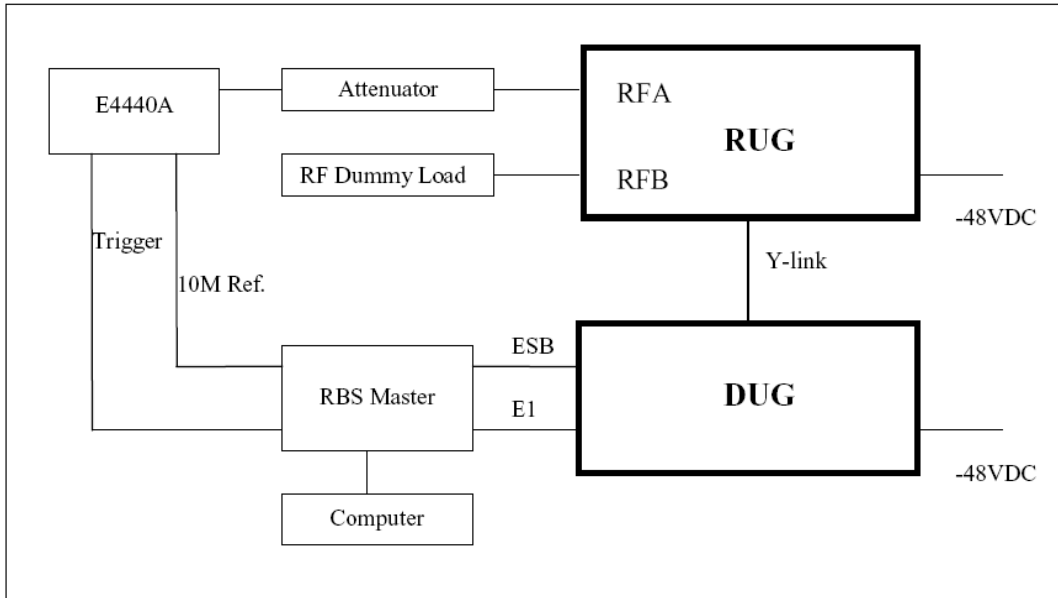 E4440A
Attenuator
RFA
RUG
RF Dummy Load
RFB
-48VDC
Trigger
Y-link
10M Ref.
ESB
RBS Master
DUG
E1
-48VDC
Computer